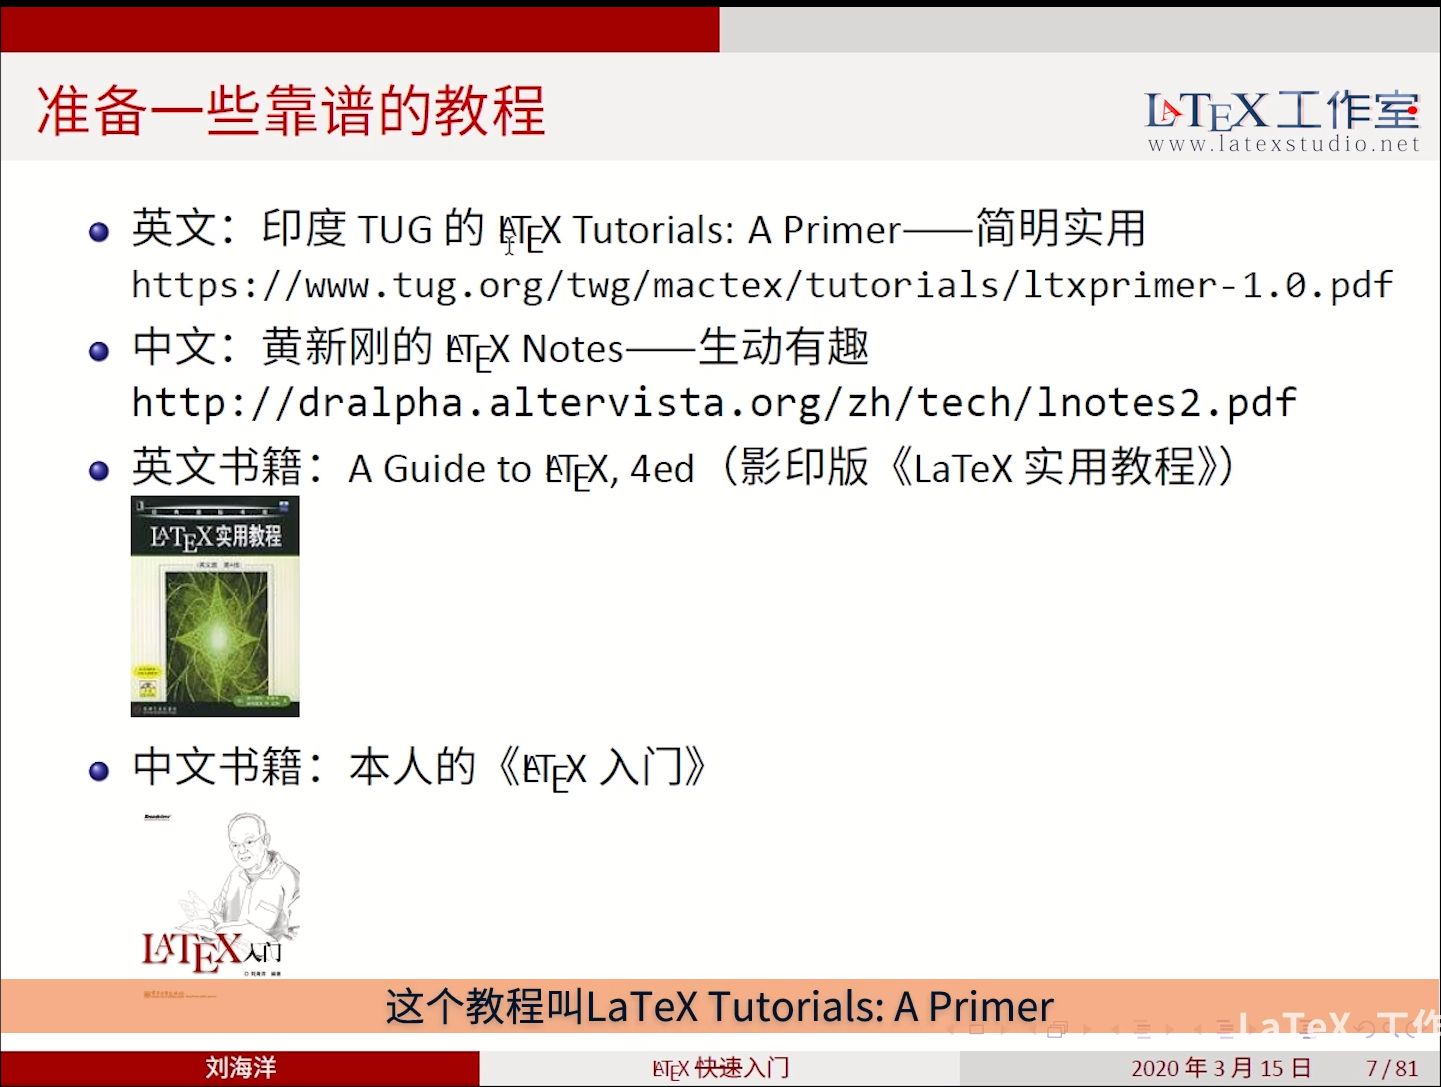 准备一些靠谱的教程
LATEX工作室
www.latexstudio.net
英文：印度 TUG 的 LATEX Tutorials: A Primer——简明实用
https://www.tug.org/twg/mactex/tutorials/ltxprimer-1.0.pdf
中文：黄新刚的 LATEX Notes——生动有趣
http://dralpha.altervista.org/zh/tech/lnotes2.pdf
英文书籍：A Guide to LATEX, 4ed（影印版《LaTeX 实用教程》）
LATEX实用教程
中文书籍：本人的《LATEX 入门》
LATEX入门
刘海洋 编著
这个教程叫LaTeX Tutorials: A Primer
LaTeX 工作
刘海洋
LATEX 快速入门
2020 年 3 月 15 日
7 / 81